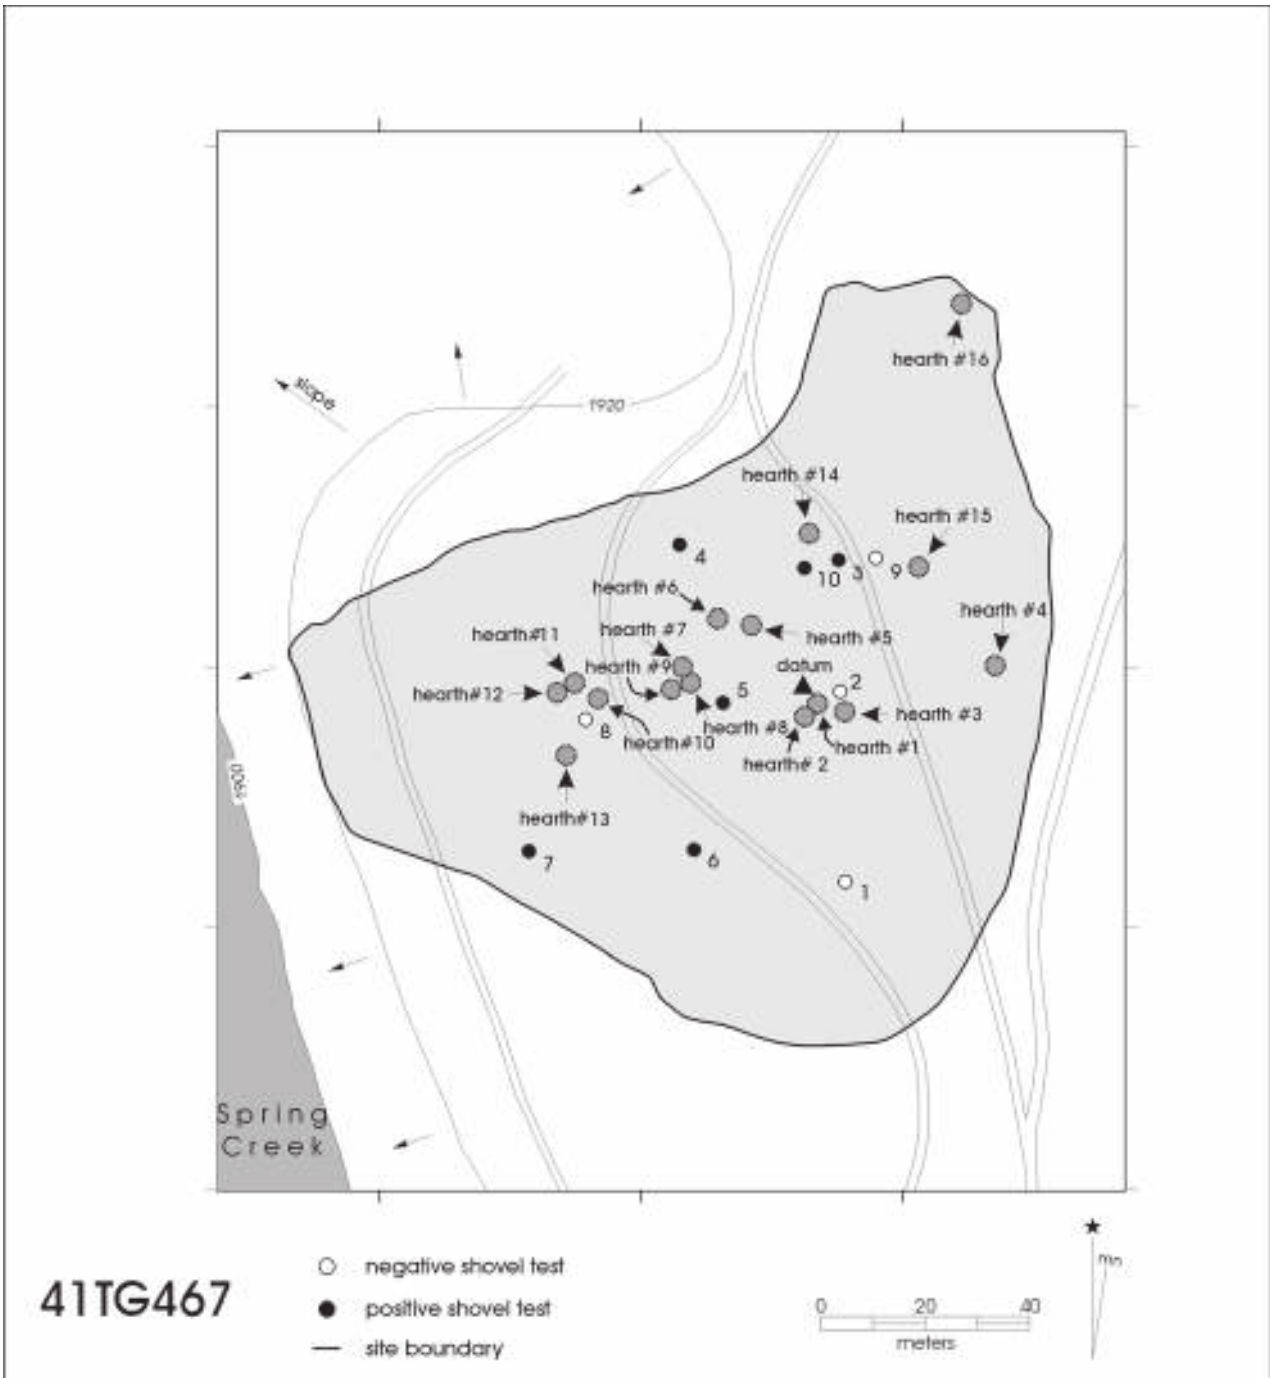 slope
1920
hearth #16
hearth #14
hearth #15
4
10
3
9
hearth #6
hearth #4
hearth#11
hearth #7
hearth #5
hearth #9
datum
hearth#12
5
2
8
hearth #8
hearth #3
hearth#10
hearth #1
hearth# 2
1900
hearth#13
7
6
1
Spring
Creek
mn
41TG467
negative shovel test
positive shovel test
site boundary
0 20 40
meters